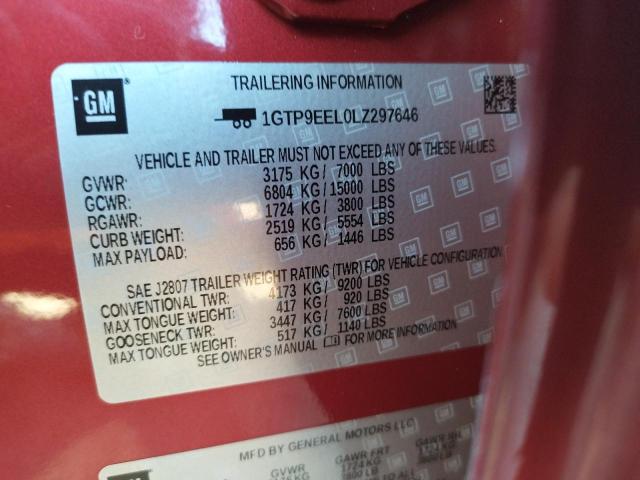 GM
TRAILERING INFORMATION
1GTP9EEL0LZ297646
VEHICLE AND TRAILER MUST NOT EXCEED ANY OF THESE VALUES.
GVWR: 3175 KG/ 7000 LBS
GCWR: 6804 KG/15000 LBS
RGAWR: 1724 KG/ 3800 LBS
CURB WEIGHT: 2519 KG/ 5554 LBS
MAX PAYLOAD: 656 KG/ 1446 LBS
SAE J2807 TRAILER WEIGHT RATING (TWR) FOR VEHICLE CONFIGURATION
CONVENTIONAL TWR: 4173 KG/ 9200 LBS
MAX TONGUE WEIGHT: 417 KG/ 920 LBS
GOOSENECK TWR: 3447 KG/ 7600 LBS
MAX TONGUE WEIGHT: 517 KG/ 1140 LBS
SEE OWNER'S MANUAL FOR MORE INFORMATION
MFD BY GENERAL MOTORS LLC
GVWR GAWR FRT GAWR RR
1724 KG 1724 KG